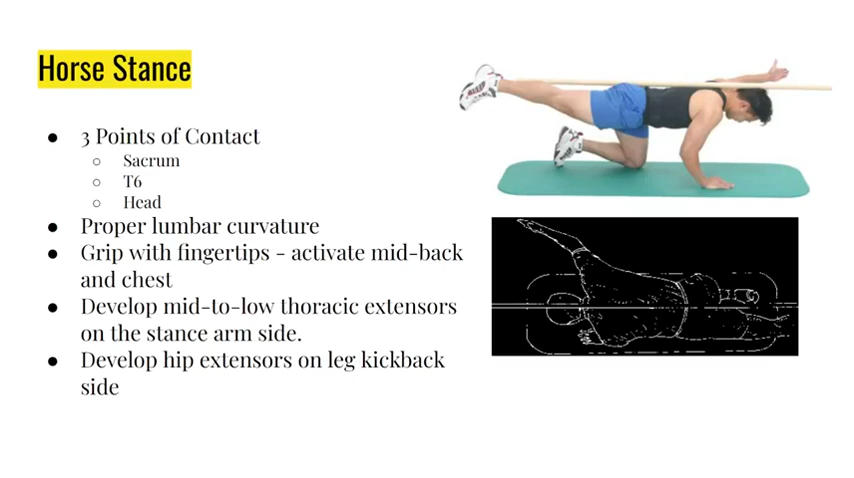 Horse Stance
● 3 Points of Contact
○ Sacrum
○ T6
○ Head
● Proper lumbar curvature
● Grip with fingertips - activate mid-back
and chest
● Develop mid-to-low thoracic extensors
on the stance arm side.
● Develop hip extensors on leg kickback
side